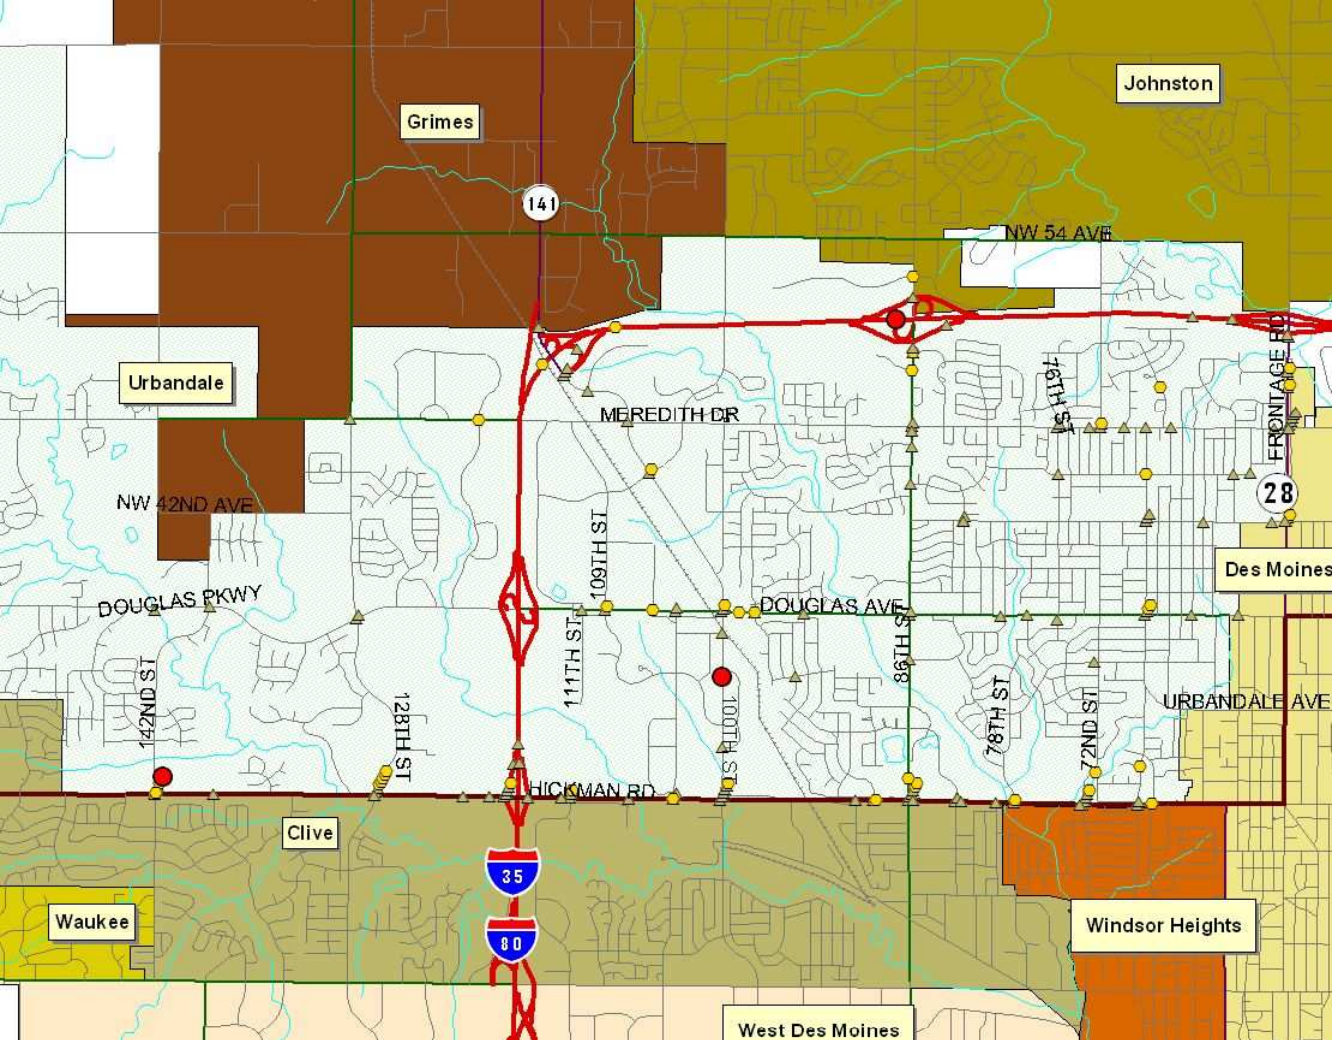 Johnston
Grimes
141
NW 54 AVE
FRONTAGE RD
Urbandale
76TH ST
MEREDITH DR
28
NW 42ND AVE
109TH ST
Des Moines
DOUGLAS PKWY
DOUGLAS AVE
86TH ST
111TH ST
142ND ST
128TH ST
100TH ST
78TH ST
72ND ST
URBANDALE AVE
HICKMAN RD
Clive
35
Waukee
80
Windsor Heights
West Des Moines